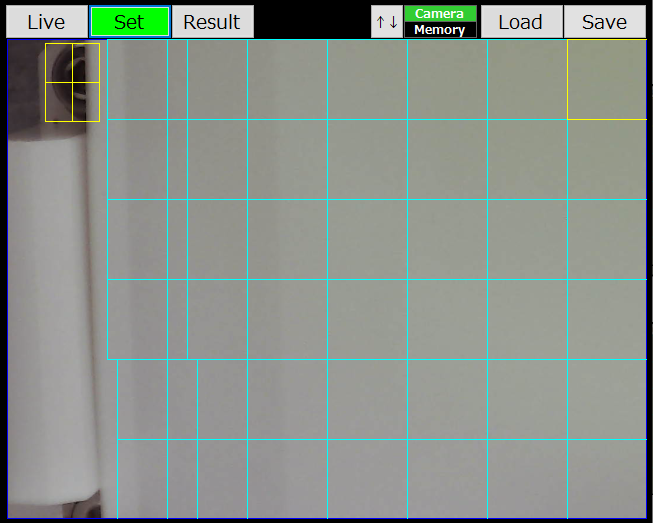 Live
Set
Result
↑↓
Camera
Memory
Load
Save